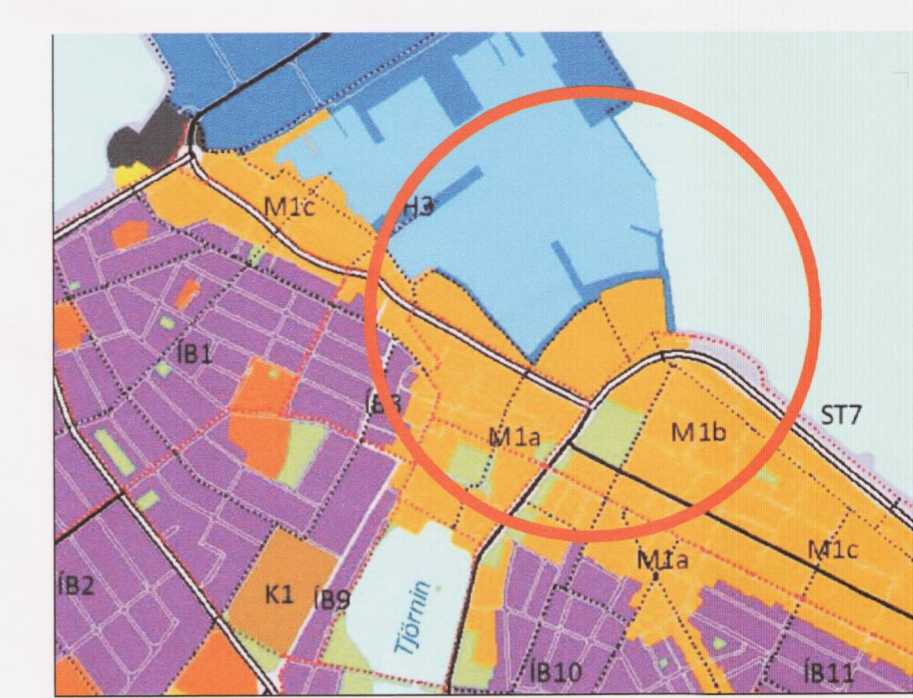 M1c
H3
ÍB1
ÍB3
ST7
M1a
M1b
M1a
M1c
ÍB2
K1
ÍB9
Tjörnin
ÍB10
ÍB11